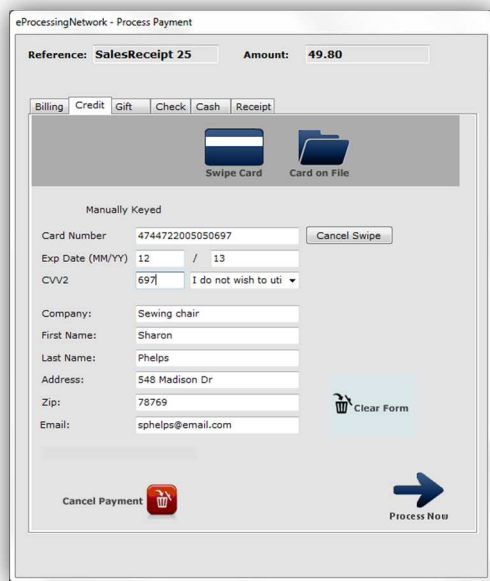 eProcessingNetwork - Process Payment
Reference: SalesReceipt 25 Amount: 49.80
Billing Credit Gift Check Cash Receipt
Swipe Card Card on File
Manually Keyed
Card Number 4744722005050697 Cancel Swipe
Exp Date (MM/YY) 12 / 13
CVV2 697 I do not wish to uti
Company: Sewing chair
First Name: Sharon
Last Name: Phelps
Address: 548 Madison Dr
Zip: 78769
Clear Form
Email: sphelps@email.com
Cancel Payment
Process Now